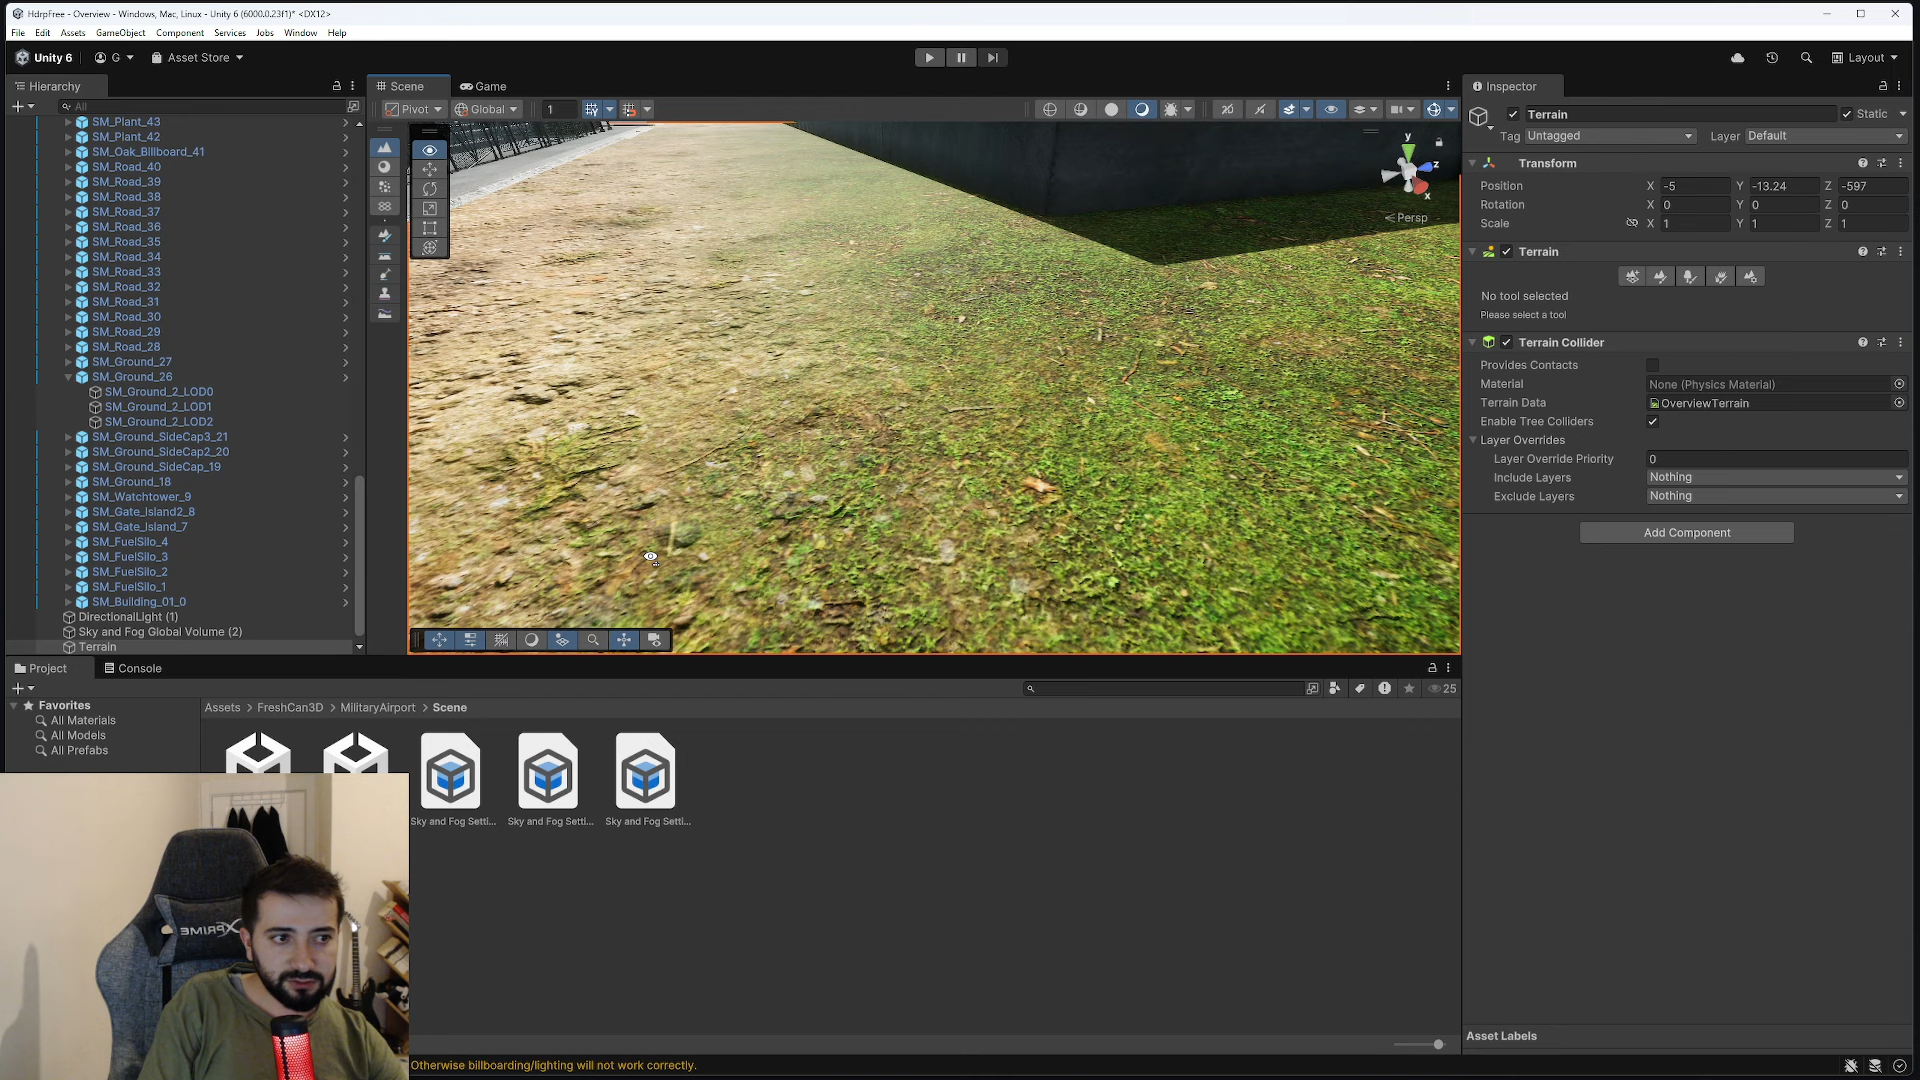 HdrpFree - Overview - Windows, Mac, Linux - Unity 6 (6000.0.23f1)* <DX12>
File Edit Assets GameObject Component Services Jobs Window Help
Unity 6 G Asset Store Layout
Hierarchy Scene Game Inspector
All Pivot Global 1
Terrain Static
Tag Untagged Layer Default
SM_Plant_43
SM_Plant_42
SM_Oak_Billboard_41
SM_Road_40
SM_Road_39
SM_Road_38
SM_Road_37
SM_Road_36
SM_Road_35
SM_Road_34
SM_Road_33
SM_Road_32
SM_Road_31
SM_Road_30
SM_Road_29
SM_Road_28
SM_Ground_27
SM_Ground_26
SM_Ground_2_LOD0
SM_Ground_2_LOD1
SM_Ground_2_LOD2
SM_Ground_SideCap3_21
SM_Ground_SideCap2_20
SM_Ground_SideCap_19
SM_Ground_18
SM_Watchtower_9
SM_Gate_Island2_8
SM_Gate_Island_7
SM_FuelSilo_4
SM_FuelSilo_3
SM_FuelSilo_2
SM_FuelSilo_1
SM_Building_01_0
DirectionalLight (1)
Sky and Fog Global Volume (2)
Terrain
y
z
x
Persp
Transform
Position X -5 Y -13.24 Z -597
Rotation X 0 Y 0 Z 0
Scale X 1 Y 1 Z 1
Terrain
No tool selected
Please select a tool
Terrain Collider
Provides Contacts
Material None (Physics Material)
Terrain Data OverviewTerrain
Enable Tree Colliders
Layer Overrides
Layer Override Priority 0
Include Layers Nothing
Exclude Layers Nothing
Add Component
Project Console
25
Favorites
All Materials
All Models
All Prefabs
Assets > FreshCan3D > MilitaryAirport > Scene
Sky and Fog Setti... Sky and Fog Setti... Sky and Fog Setti...
XPRIME
Asset Labels
Otherwise billboarding/lighting will not work correctly.